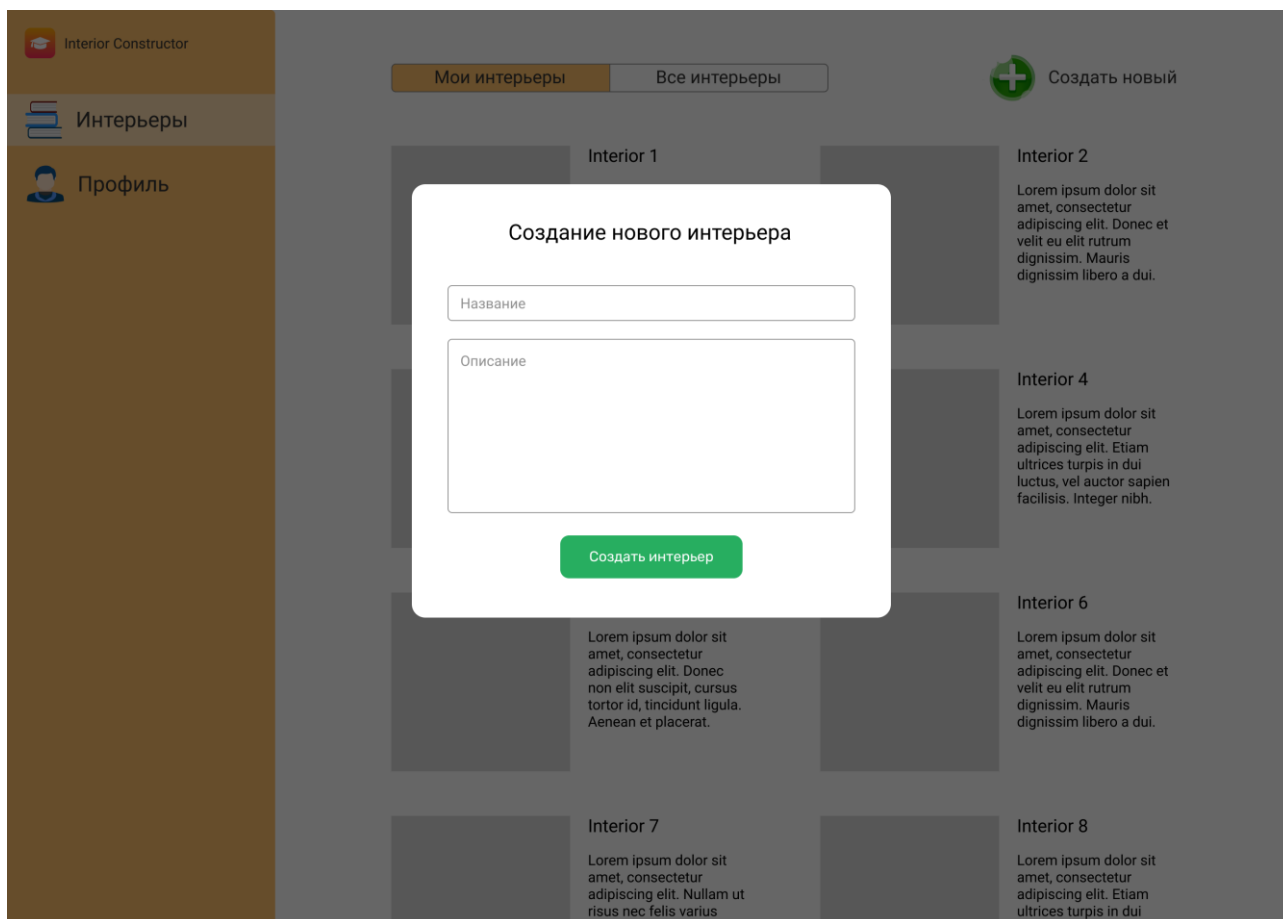 Interior Constructor
Интерьеры
Профиль
Мои интерьеры
Все интерьеры
Создать новый
Interior 1
Interior 2
Lorem ipsum dolor sit
amet, consectetur
adipiscing elit. Donec et
velit eu elit rutrum
dignissim. Mauris
dignissim libero a dui.
Создание нового интерьера
Название
Описание
Создать интерьер
Interior 4
Lorem ipsum dolor sit
amet, consectetur
adipiscing elit. Etiam
ultrices turpis in dui
luctus, vel auctor sapien
facilisis. Integer nibh.
Lorem ipsum dolor sit
amet, consectetur
adipiscing elit. Donec
non elit suscipit, cursus
tortor id, tincidunt ligula.
Aenean et placerat.
Interior 6
Lorem ipsum dolor sit
amet, consectetur
adipiscing elit. Donec et
velit eu elit rutrum
dignissim. Mauris
dignissim libero a dui.
Interior 7
Lorem ipsum dolor sit
amet, consectetur
adipiscing elit. Nullam ut
risus nec felis varius
Interior 8
Lorem ipsum dolor sit
amet, consectetur
adipiscing elit. Etiam
ultrices turpis in dui